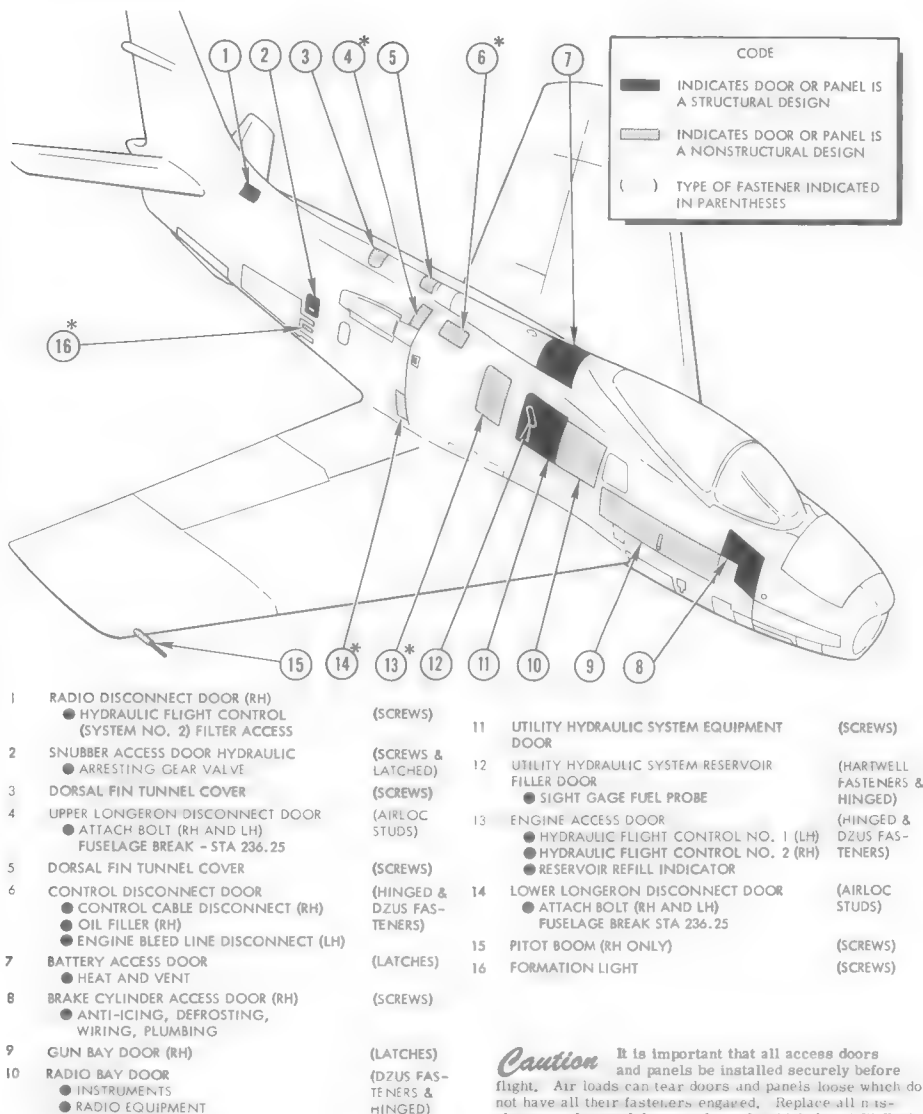 1 2 3 4* 5 6* 7
CODE
INDICATES DOOR OR PANEL IS
A STRUCTURAL DESIGN
INDICATES DOOR OR PANEL IS
A NONSTRUCTURAL DESIGN
( ) TYPE OF FASTENER INDICATED
IN PARENTHESES
16*
15 14* 13* 12 11 10 9 8
1 RADIO DISCONNECT DOOR (RH)
● HYDRAULIC FLIGHT CONTROL (SCREWS)
(SYSTEM NO. 2) FILTER ACCESS
2 SNUBBER ACCESS DOOR HYDRAULIC (SCREWS &
● ARRESTING GEAR VALVE LATCHED)
3 DORSAL FIN TUNNEL COVER (SCREWS)
4 UPPER LONGERON DISCONNECT DOOR (AIRLOC
● ATTACH BOLT (RH AND LH) STUDS)
FUSELAGE BREAK - STA 236.25
5 DORSAL FIN TUNNEL COVER (SCREWS)
6 CONTROL DISCONNECT DOOR (HINGED &
● CONTROL CABLE DISCONNECT (RH) DZUS FAS-
● OIL FILLER (RH) TENERS)
● ENGINE BLEED LINE DISCONNECT (LH)
7 BATTERY ACCESS DOOR (LATCHES)
● HEAT AND VENT
8 BRAKE CYLINDER ACCESS DOOR (RH) (SCREWS)
● ANTI-ICING, DEFROSTING,
WIRING, PLUMBING
9 GUN BAY DOOR (RH) (LATCHES)
10 RADIO BAY DOOR (DZUS FAS-
● INSTRUMENTS TENERS &
● RADIO EQUIPMENT HINGED)
11 UTILITY HYDRAULIC SYSTEM EQUIPMENT (SCREWS)
DOOR
12 UTILITY HYDRAULIC SYSTEM RESERVOIR (HARTWELL
FILLER DOOR FASTENERS &
● SIGHT GAGE FUEL PROBE HINGED)
13 ENGINE ACCESS DOOR (HINGED &
● HYDRAULIC FLIGHT CONTROL NO. 1 (LH) DZUS FAS-
● HYDRAULIC FLIGHT CONTROL NO. 2 (RH) TENERS)
● RESERVOIR REFILL INDICATOR
14 LOWER LONGERON DISCONNECT DOOR (AIRLOC
● ATTACH BOLT (RH AND LH) STUDS)
FUSELAGE BREAK STA 236.25
15 PITOT BOOM (RH ONLY) (SCREWS)
16 FORMATION LIGHT (SCREWS)
Caution It is important that all access doors
and panels be installed securely before
flight. Air loads can tear doors and panels loose which do
not have all their fasteners engaged. Replace all